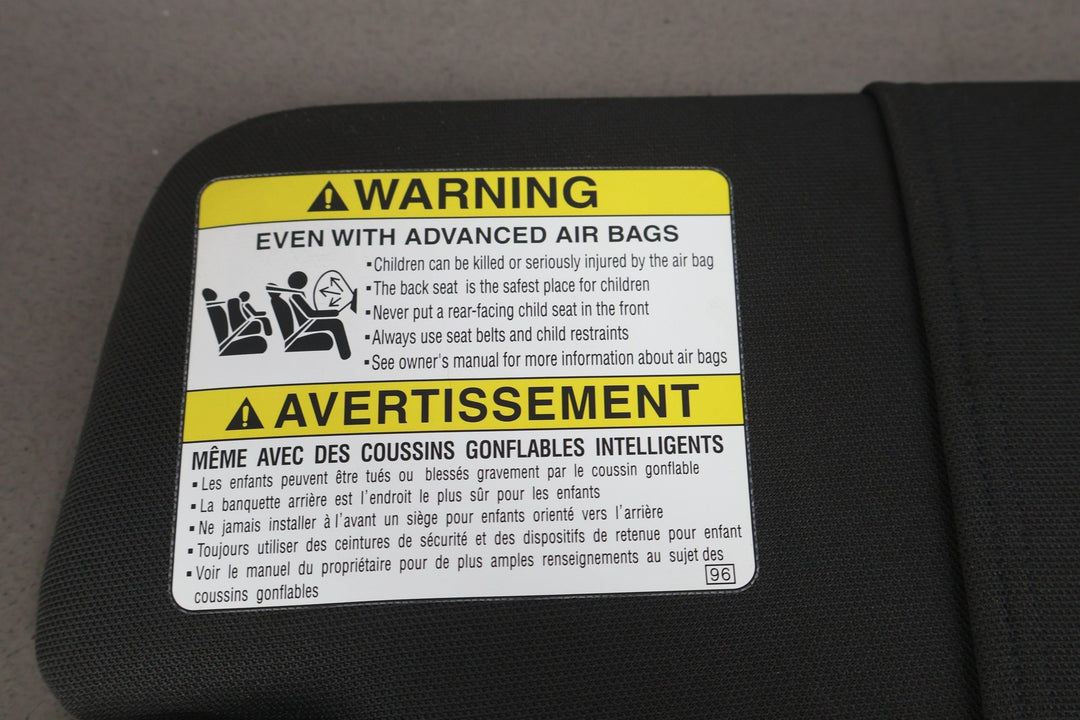 WARNING
EVEN WITH ADVANCED AIR BAGS
▪Children can be killed or seriously injured by the air bag
▪The back seat is the safest place for children
▪Never put a rear-facing child seat in the front
▪Always use seat belts and child restraints
▪See owner's manual for more information about air bags
AVERTISSEMENT
MÊME AVEC DES COUSSINS GONFLABLES INTELLIGENTS
▪Les enfants peuvent être tués ou blessés gravement par le coussin gonflable
▪La banquette arrière est l'endroit le plus sûr pour les enfants
▪Ne jamais installer à l'avant un siège pour enfants orienté vers l'arrière
▪Toujours utiliser des ceintures de sécurité et des dispositifs de retenue pour enfant
▪Voir le manuel du propriétaire pour de plus amples renseignements au sujet des
coussins gonflables
96